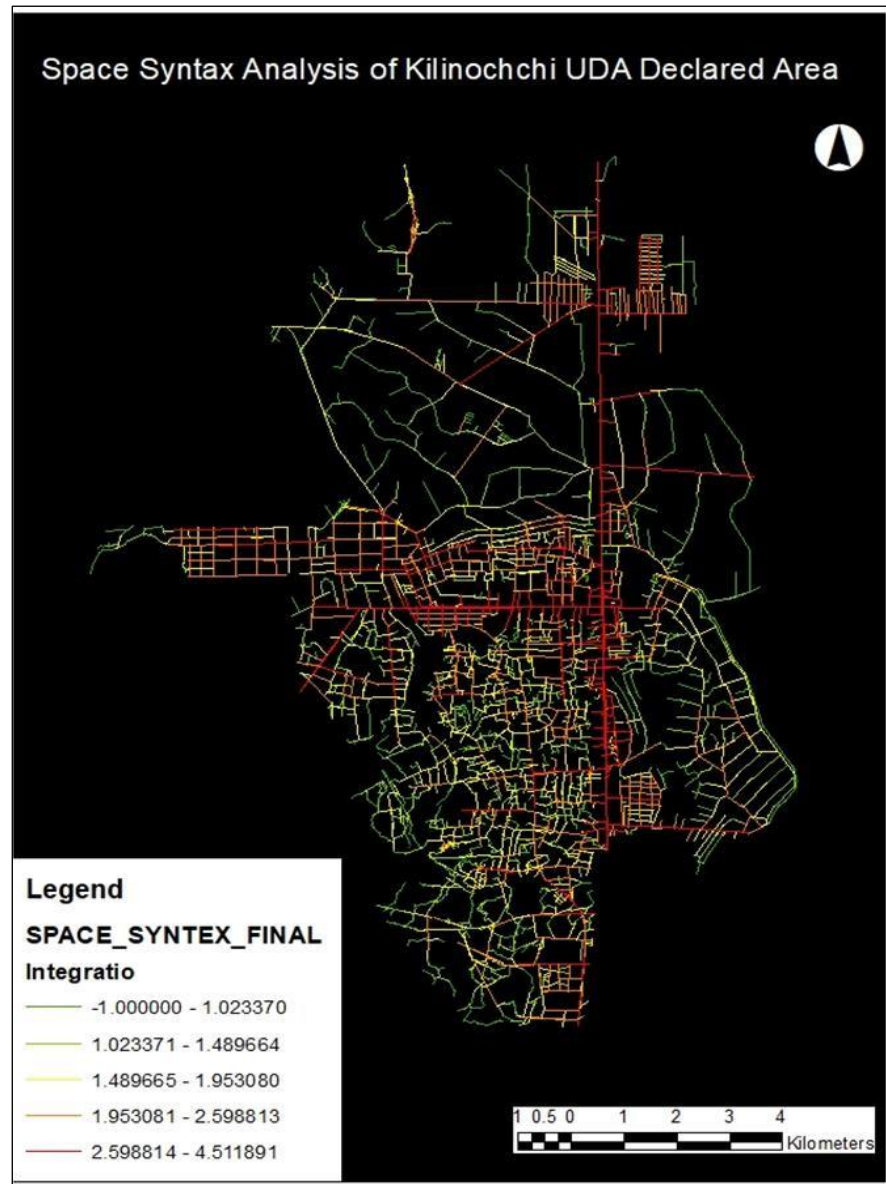 Space Syntax Analysis of Kilinochchi UDA Declared Area
Legend
SPACE_SYNTEX_FINAL
Integratio
-1.000000 - 1.023370
1.023371 - 1.489664
1.489665 - 1.953080
1.953081 - 2.598813
2.598814 - 4.511891
1 0.5 0 1 2 3 4
Kilometers